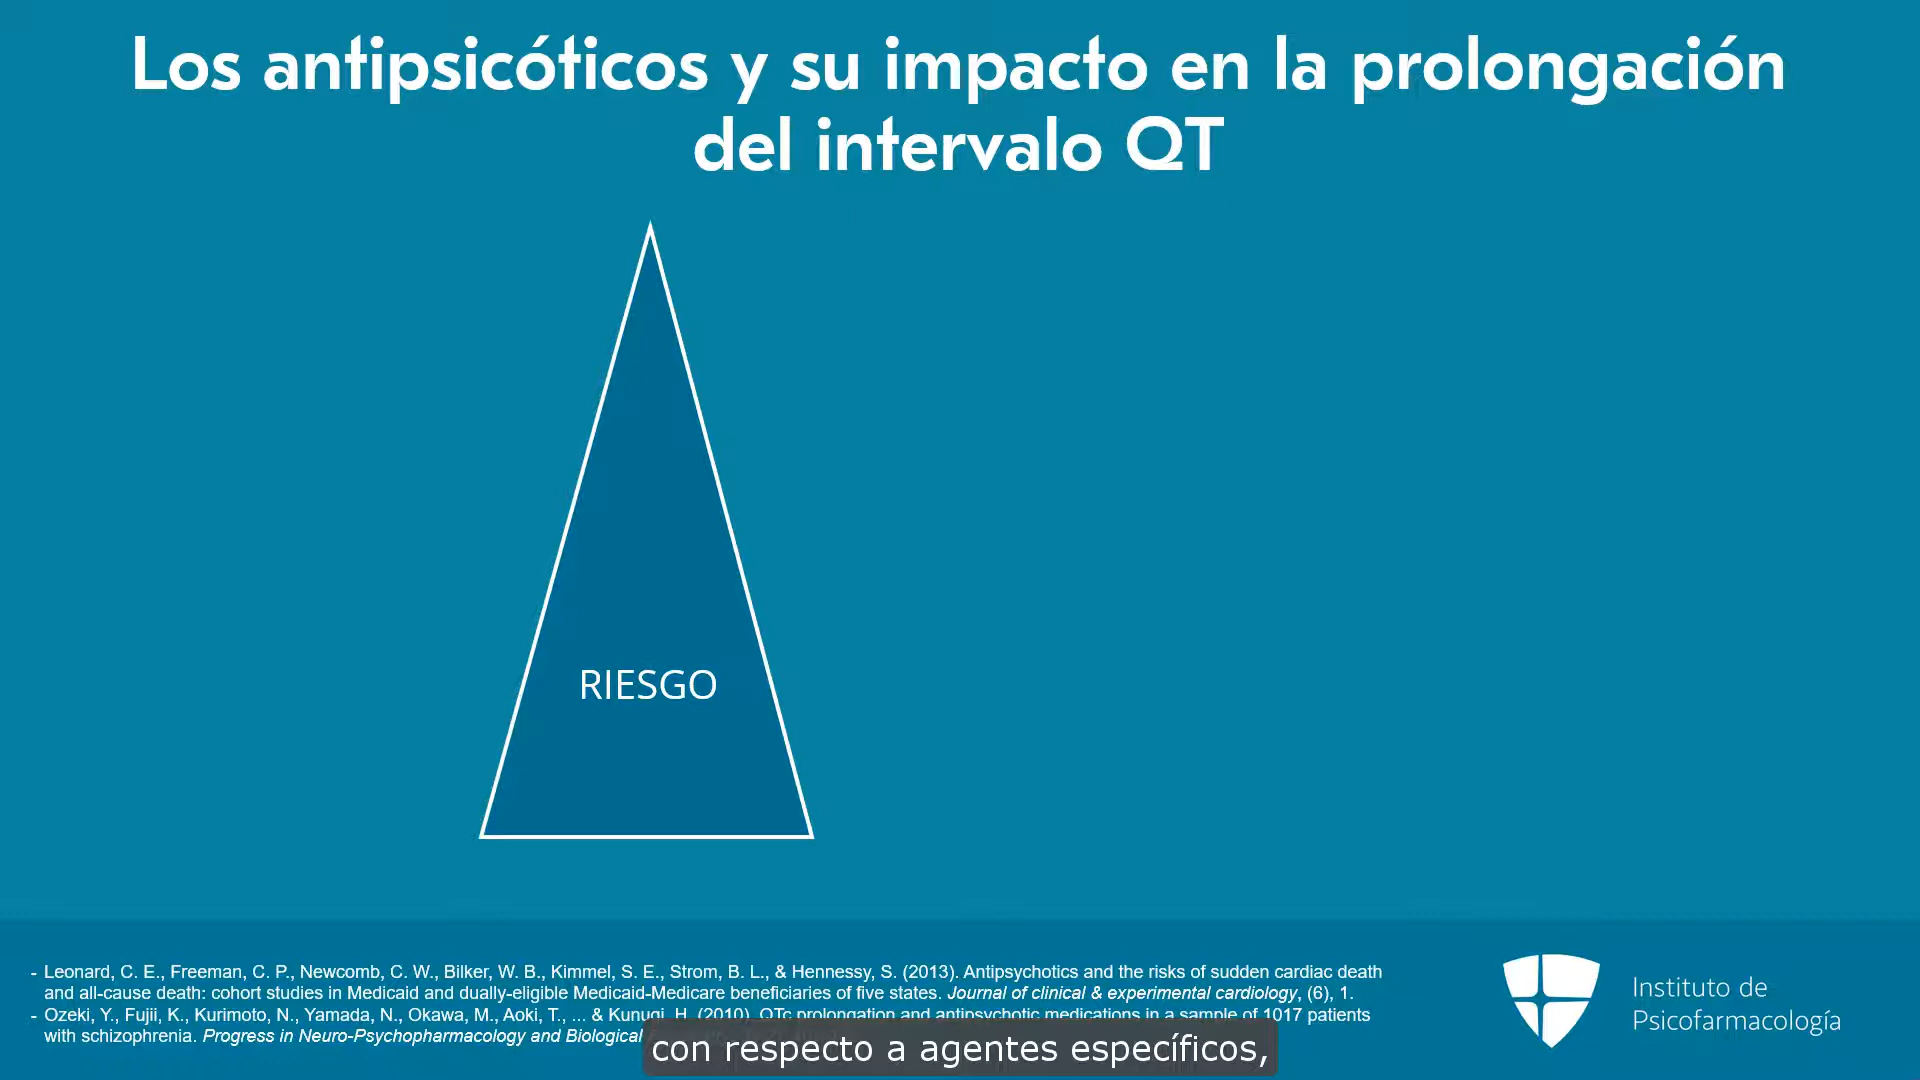 Los antipsicóticos y su impacto en la prolongación
del intervalo QT
RIESGO
- Leonard, C. E., Freeman, C. P., Newcomb, C. W., Bilker, W. B., Kimmel, S. E., Strom, B. L., & Hennessy, S. (2013). Antipsychotics and the risks of sudden cardiac death
and all-cause death: cohort studies in Medicaid and dually-eligible Medicaid-Medicare beneficiaries of five states. Journal of clinical & experimental cardiology, (6), 1.
- Ozeki, Y., Fujii, K., Kurimoto, N., Yamada, N., Okawa, M., Aoki, T., ... & Kunugi, H. (2010). QTc prolongation and antipsychotic medications in a sample of 1017 patients
with schizophrenia. Progress in Neuro-Psychopharmacology and Biological
con respecto a agentes específicos,
Instituto de
Psicofarmacología